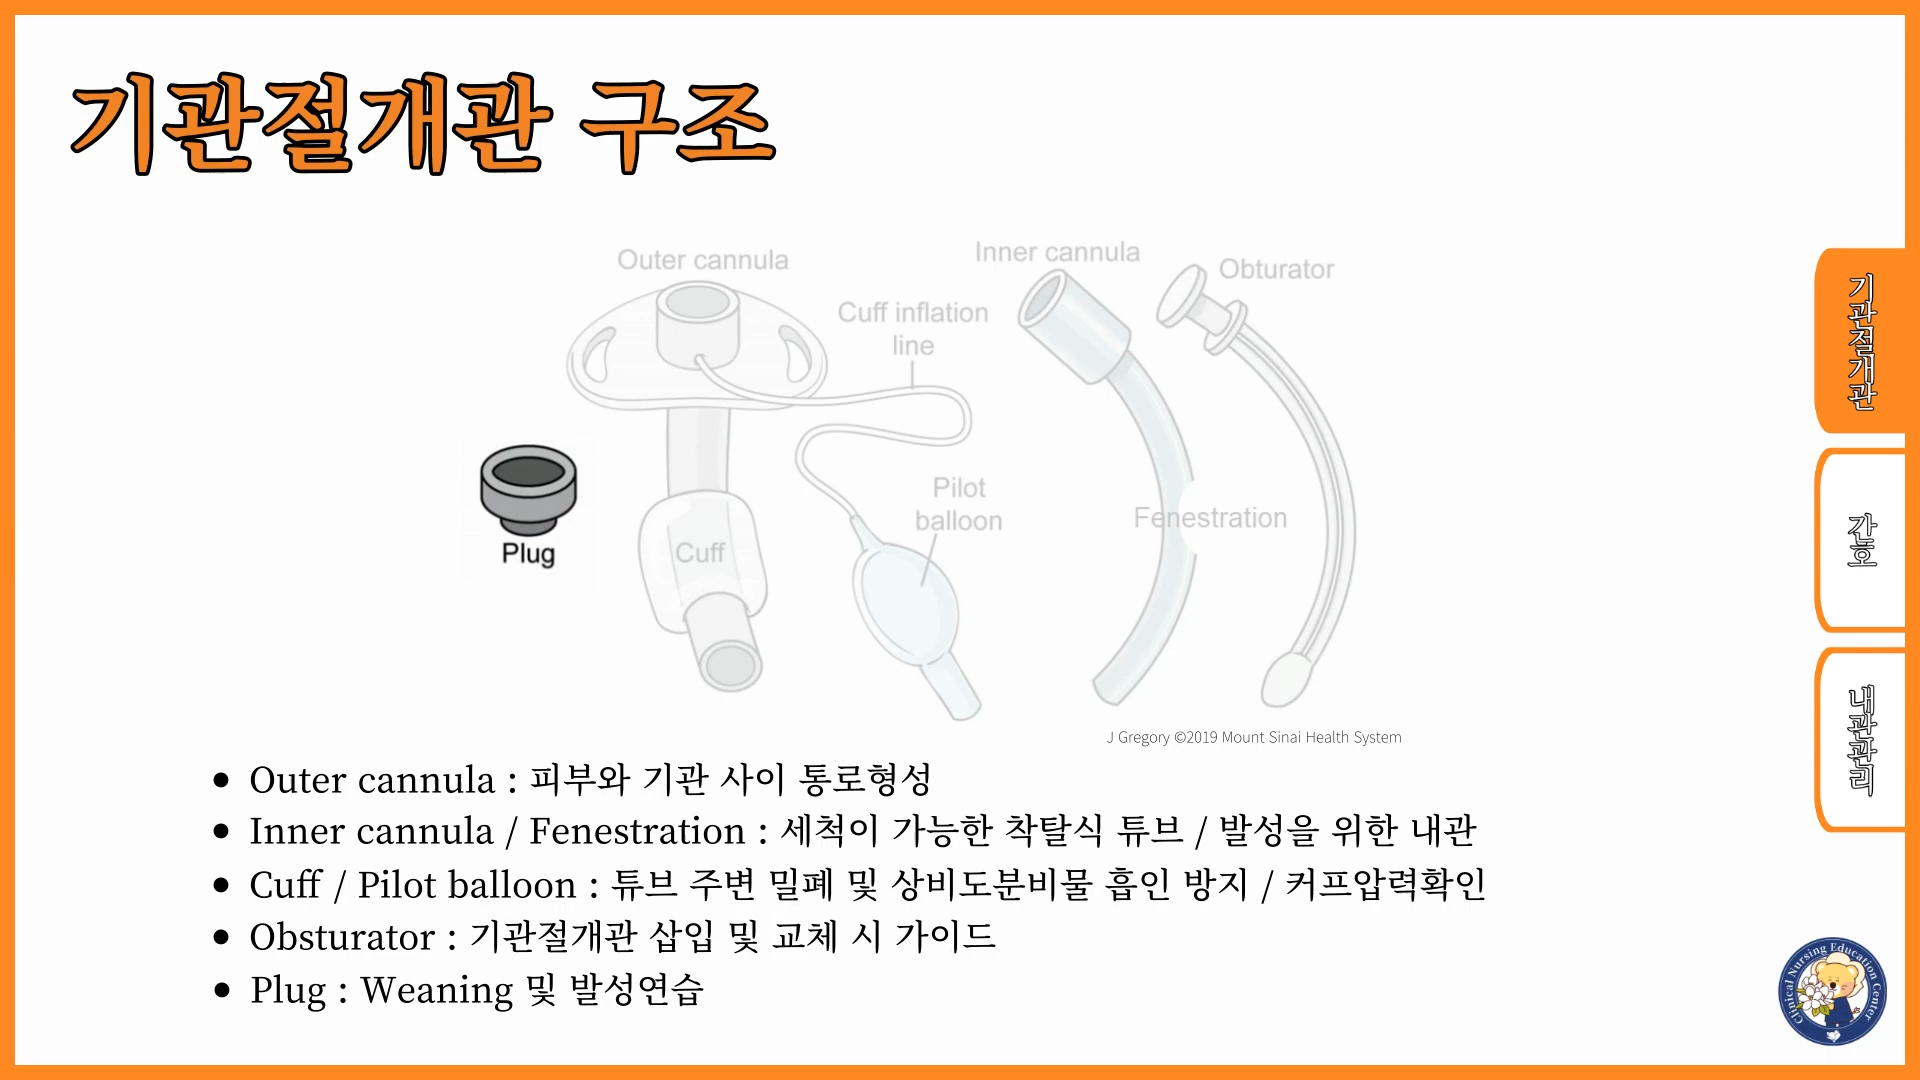 기관절개관 구조
Outer cannula
Inner cannula
Obturator
Cuff inflation
line
Pilot
balloon
Fenestration
Cuff
Plug
J Gregory ©2019 Mount Sinai Health System
• Outer cannula : 피부와 기관 사이 통로형성
• Inner cannula / Fenestration : 세척이 가능한 착탈식 튜브 / 발성을 위한 내관
• Cuff / Pilot balloon : 튜브 주변 밀폐 및 상비도분비물 흡인 방지 / 커프압력확인
• Obsturator : 기관절개관 삽입 및 교체 시 가이드
• Plug : Weaning 및 발성연습
기관절개관
간호
내관관리
Clinical Nursing Education Center